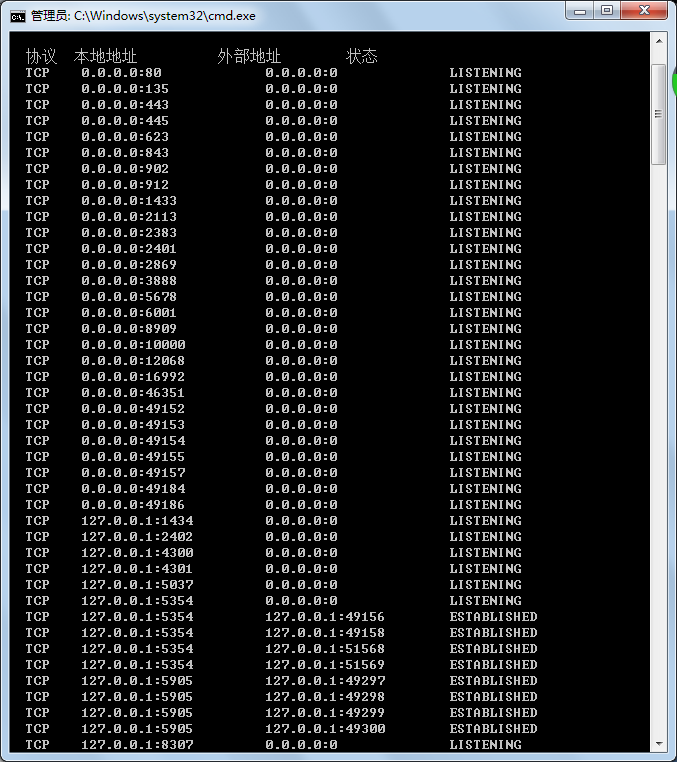 管理员: C:\Windows\system32\cmd.exe
协议 本地地址 外部地址 状态
TCP 0.0.0.0:80 0.0.0.0:0 LISTENING
TCP 0.0.0.0:135 0.0.0.0:0 LISTENING
TCP 0.0.0.0:443 0.0.0.0:0 LISTENING
TCP 0.0.0.0:445 0.0.0.0:0 LISTENING
TCP 0.0.0.0:623 0.0.0.0:0 LISTENING
TCP 0.0.0.0:843 0.0.0.0:0 LISTENING
TCP 0.0.0.0:902 0.0.0.0:0 LISTENING
TCP 0.0.0.0:912 0.0.0.0:0 LISTENING
TCP 0.0.0.0:1433 0.0.0.0:0 LISTENING
TCP 0.0.0.0:2113 0.0.0.0:0 LISTENING
TCP 0.0.0.0:2383 0.0.0.0:0 LISTENING
TCP 0.0.0.0:2401 0.0.0.0:0 LISTENING
TCP 0.0.0.0:2869 0.0.0.0:0 LISTENING
TCP 0.0.0.0:3888 0.0.0.0:0 LISTENING
TCP 0.0.0.0:5678 0.0.0.0:0 LISTENING
TCP 0.0.0.0:6001 0.0.0.0:0 LISTENING
TCP 0.0.0.0:8909 0.0.0.0:0 LISTENING
TCP 0.0.0.0:10000 0.0.0.0:0 LISTENING
TCP 0.0.0.0:12068 0.0.0.0:0 LISTENING
TCP 0.0.0.0:16992 0.0.0.0:0 LISTENING
TCP 0.0.0.0:46351 0.0.0.0:0 LISTENING
TCP 0.0.0.0:49152 0.0.0.0:0 LISTENING
TCP 0.0.0.0:49153 0.0.0.0:0 LISTENING
TCP 0.0.0.0:49154 0.0.0.0:0 LISTENING
TCP 0.0.0.0:49155 0.0.0.0:0 LISTENING
TCP 0.0.0.0:49157 0.0.0.0:0 LISTENING
TCP 0.0.0.0:49184 0.0.0.0:0 LISTENING
TCP 0.0.0.0:49186 0.0.0.0:0 LISTENING
TCP 127.0.0.1:1434 0.0.0.0:0 LISTENING
TCP 127.0.0.1:2402 0.0.0.0:0 LISTENING
TCP 127.0.0.1:4300 0.0.0.0:0 LISTENING
TCP 127.0.0.1:4301 0.0.0.0:0 LISTENING
TCP 127.0.0.1:5037 0.0.0.0:0 LISTENING
TCP 127.0.0.1:5354 0.0.0.0:0 LISTENING
TCP 127.0.0.1:5354 127.0.0.1:49156 ESTABLISHED
TCP 127.0.0.1:5354 127.0.0.1:49158 ESTABLISHED
TCP 127.0.0.1:5354 127.0.0.1:51568 ESTABLISHED
TCP 127.0.0.1:5354 127.0.0.1:51569 ESTABLISHED
TCP 127.0.0.1:5905 127.0.0.1:49297 ESTABLISHED
TCP 127.0.0.1:5905 127.0.0.1:49298 ESTABLISHED
TCP 127.0.0.1:5905 127.0.0.1:49299 ESTABLISHED
TCP 127.0.0.1:5905 127.0.0.1:49300 ESTABLISHED
TCP 127.0.0.1:8307 0.0.0.0:0 LISTENING